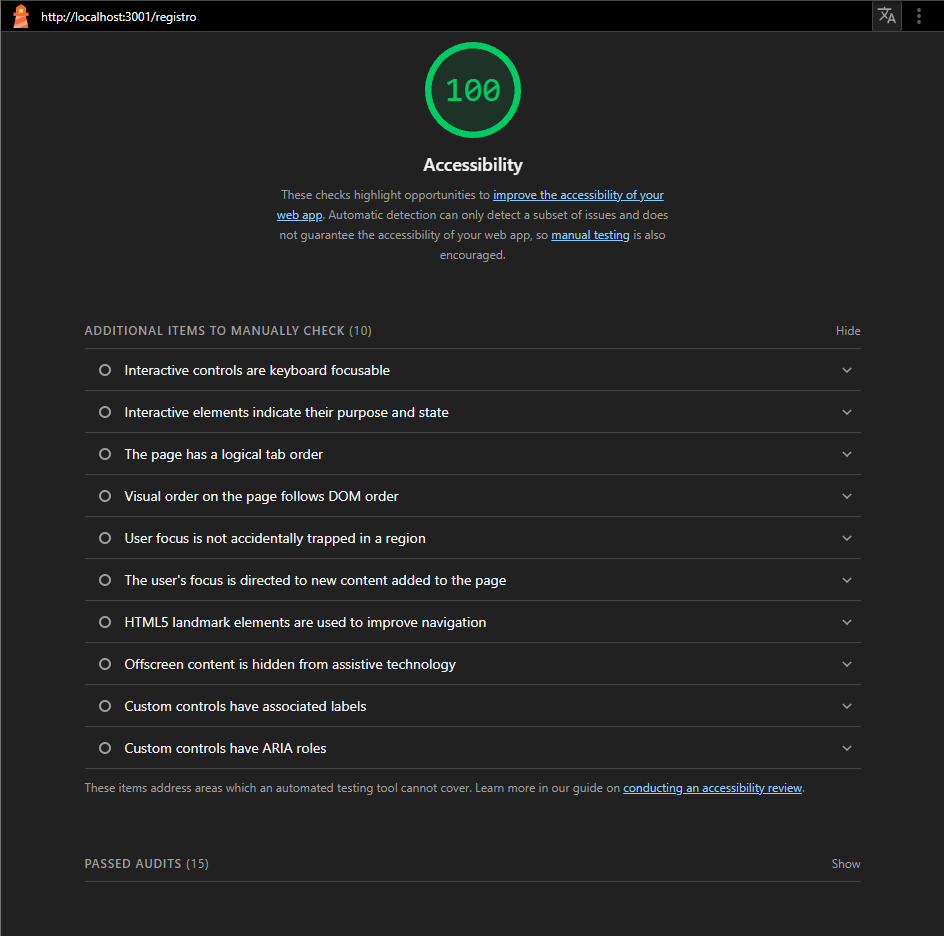 http://localhost:3001/registro
100
Accessibility
These checks highlight opportunities to improve the accessibility of your
web app. Automatic detection can only detect a subset of issues and does
not guarantee the accessibility of your web app, so manual testing is also
encouraged.
ADDITIONAL ITEMS TO MANUALLY CHECK (10)
Hide
Interactive controls are keyboard focusable
Interactive elements indicate their purpose and state
The page has a logical tab order
Visual order on the page follows DOM order
User focus is not accidentally trapped in a region
The user's focus is directed to new content added to the page
HTML5 landmark elements are used to improve navigation
Offscreen content is hidden from assistive technology
Custom controls have associated labels
Custom controls have ARIA roles
These items address areas which an automated testing tool cannot cover. Learn more in our guide on conducting an accessibility review.
PASSED AUDITS (15)
Show